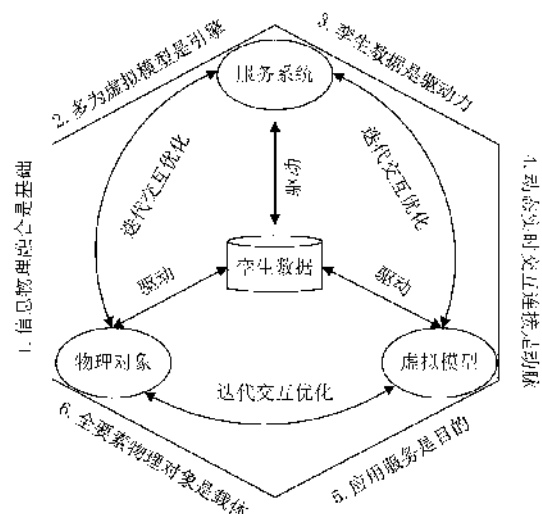 3. 孪生数据是驱动力
2. 多为虚拟模型是引擎
服务系统
迭代交互优化
驱动
迭代交互优化
1. 信息物理融合是基础
4. 动态实时交互连接是动脉
孪生数据
驱动
驱动
物理对象
虚拟模型
迭代交互优化
6. 全要素物理对象是载体
5. 应用服务是目的